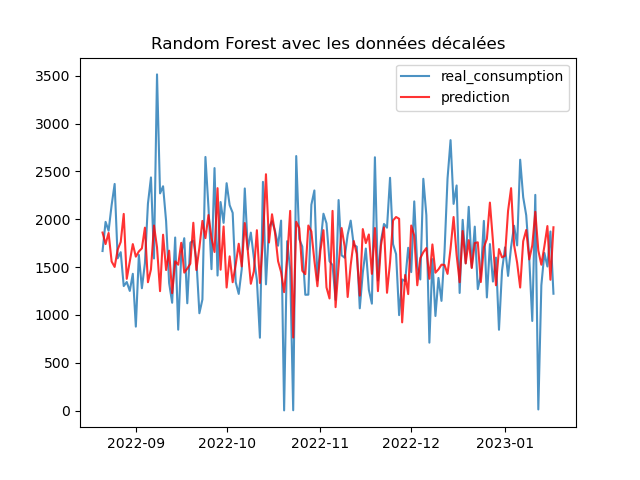 Random Forest avec les données décalées
real_consumption
prediction
3500
3000
2500
2000
1500
1000
500
0
2022-09 2022-10 2022-11 2022-12 2023-01